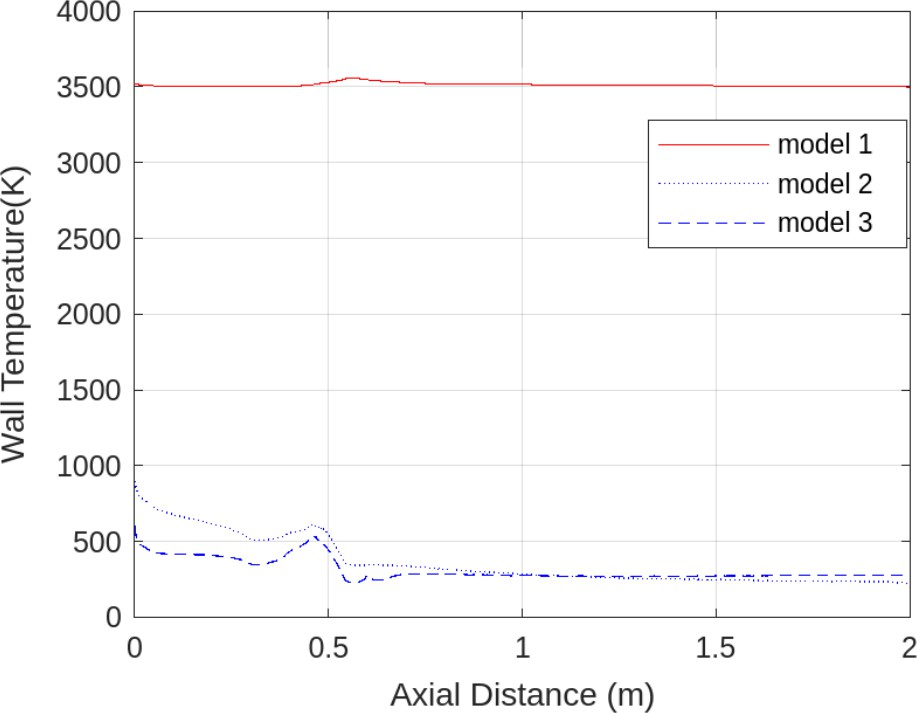 4000
3500
3000
2500
2000
1500
1000
500
0
Wall Temperature(K)
model 1
model 2
model 3
0 0.5 1 1.5 2
Axial Distance (m)